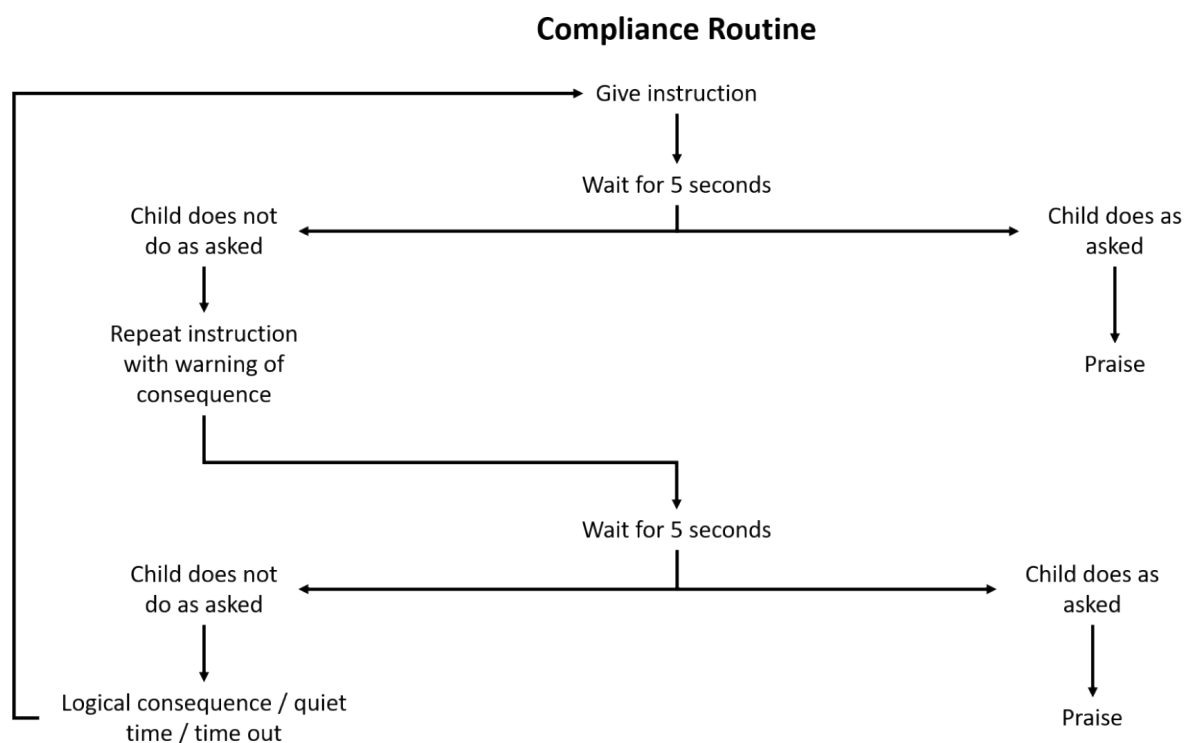 Compliance Routine
Give instruction
Wait for 5 seconds
Child does not
do as asked
Child does as
asked
Repeat instruction
with warning of
consequence
Praise
Wait for 5 seconds
Child does not
do as asked
Child does as
asked
Logical consequence / quiet
time / time out
Praise